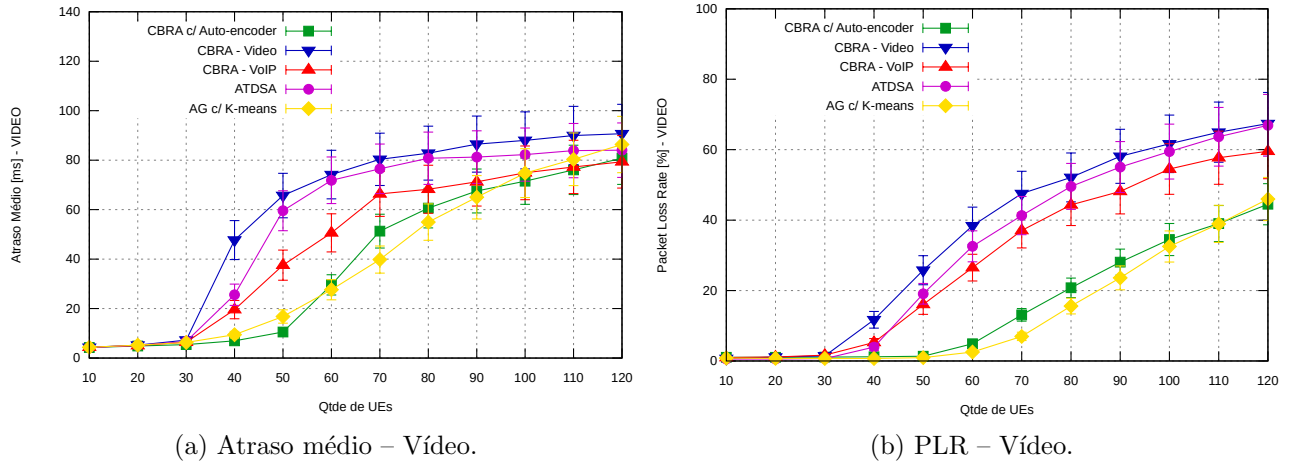 140
120
100
80
60
40
20
0
Atraso Médio [ms] - VIDEO
CBRA c/ Auto-encoder
CBRA - Video
CBRA - VoIP
ATDSA
AG c/ K-means
10 20 30 40 50 60 70 80 90 100 110 120
Qtde de UEs
(a) Atraso médio – Vídeo.
100
80
60
40
20
0
Packet Loss Rate [%] - VIDEO
CBRA c/ Auto-encoder
CBRA - Video
CBRA - VoIP
ATDSA
AG c/ K-means
10 20 30 40 50 60 70 80 90 100 110 120
Qtde de UEs
(b) PLR – Vídeo.